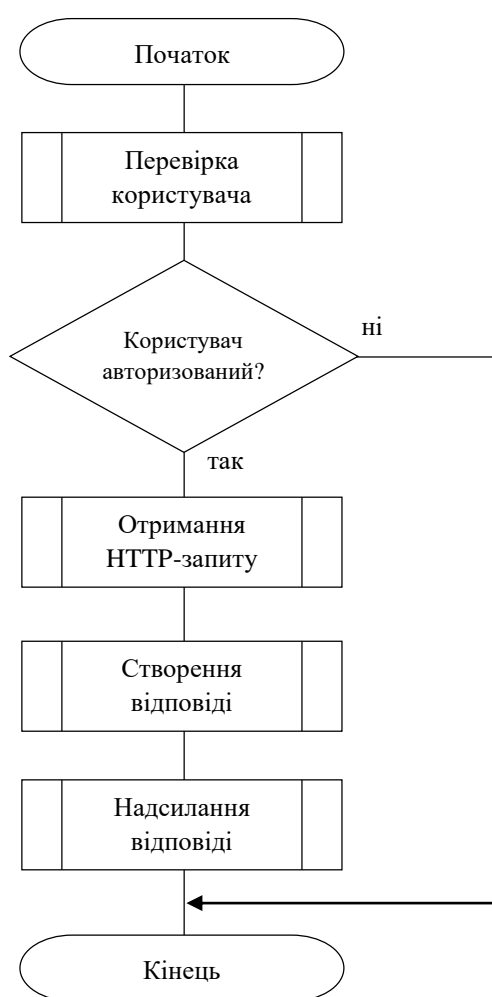 Початок
Перевірка
користувача
Користувач
авторизований?
ні
так
Отримання
HTTP-запиту
Створення
відповіді
Надсилання
відповіді
Кінець